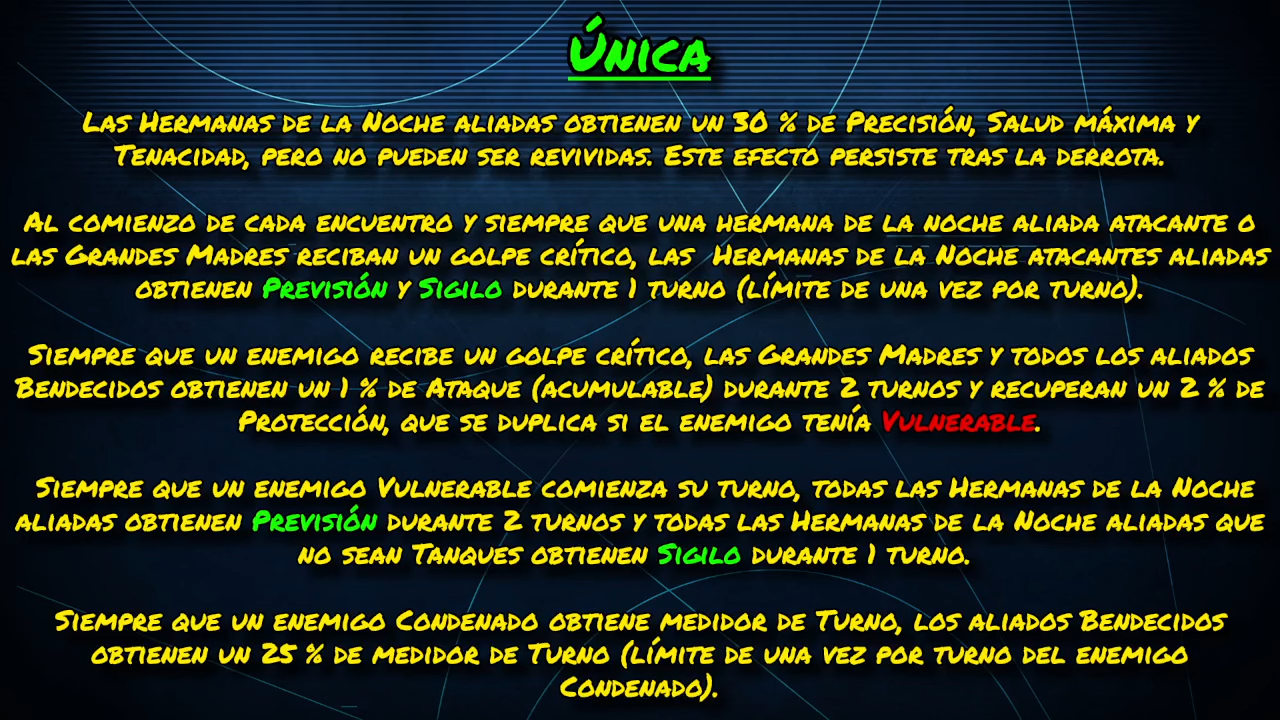 Única
Las Hermanas de la Noche aliadas obtienen un 30 % de Precisión, Salud máxima y
Tenacidad, pero no pueden ser revividas. Este efecto persiste tras la derrota.
Al comienzo de cada encuentro y siempre que una hermana de la noche aliada atacante o
las Grandes Madres reciban un golpe crítico, las Hermanas de la Noche atacantes aliadas
obtienen Previsión y Sigilo durante 1 turno (límite de una vez por turno).
Siempre que un enemigo recibe un golpe crítico, las Grandes Madres y todos los aliados
Bendecidos obtienen un 1 % de Ataque (acumulable) durante 2 turnos y recuperan un 2 % de
Protección, que se duplica si el enemigo tenía Vulnerable.
Siempre que un enemigo Vulnerable comienza su turno, todas las Hermanas de la Noche
aliadas obtienen Previsión durante 2 turnos y todas las Hermanas de la Noche aliadas que
no sean Tanques obtienen Sigilo durante 1 turno.
Siempre que un enemigo Condenado obtiene medidor de Turno, los aliados Bendecidos
obtienen un 25 % de medidor de Turno (límite de una vez por turno del enemigo
Condenado).